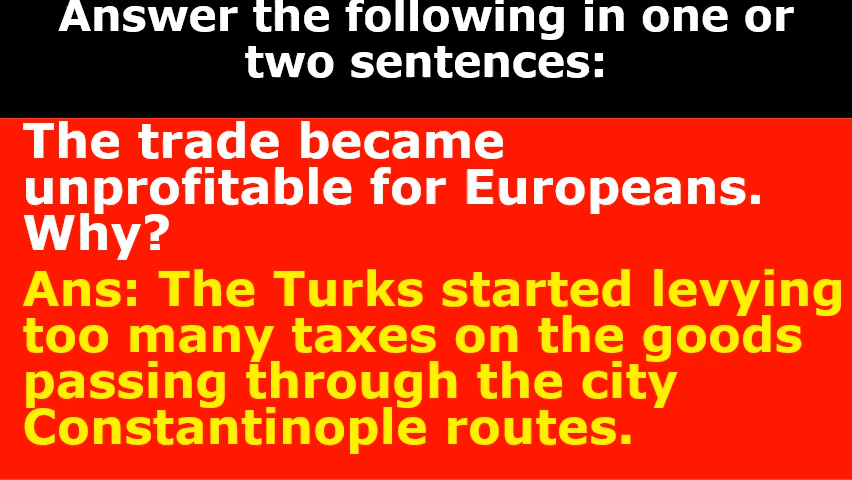 Answer the following in one or
two sentences:
The trade became
unprofitable for Europeans.
Why?
Ans: The Turks started levying
too many taxes on the goods
passing through the city
Constantinople routes.